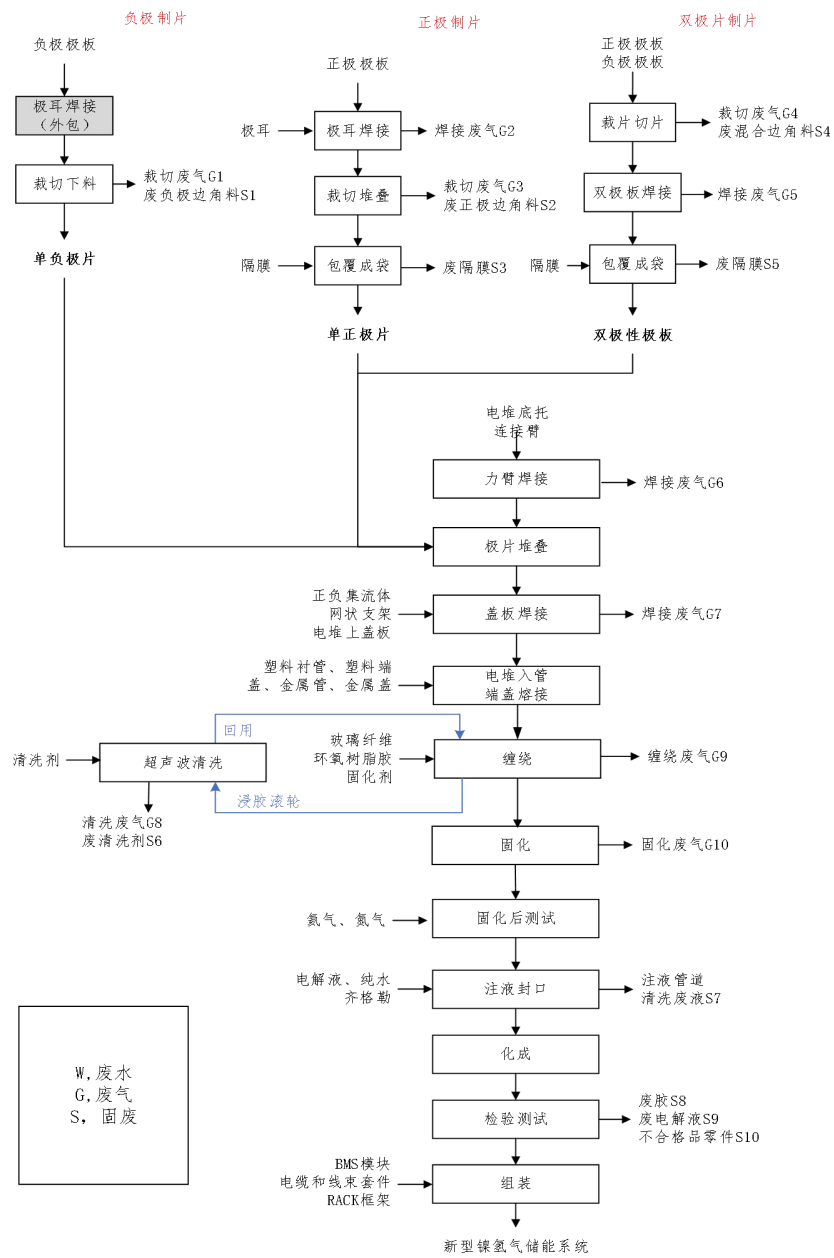 负极制片
负极极板
极耳焊接
（外包）
裁切下料
裁切废气G1
废负极边角料S1
单负极片
正极制片
正极极板
极耳
极耳焊接
焊接废气G2
裁切堆叠
裁切废气G3
废正极边角料S2
隔膜
包覆成袋
废隔膜S3
单正极片
双极片制片
正极极板
负极极板
裁片切片
裁切废气G4
废混合边角料S4
双极板焊接
焊接废气G5
隔膜
包覆成袋
废隔膜S5
双极性极板
电堆底托
连接臂
力臂焊接
焊接废气G6
极片堆叠
正负集流体
网状支架
电堆上盖板
盖板焊接
焊接废气G7
塑料衬管、塑料端
盖、金属管、金属盖
电堆入管
端盖熔接
回用
清洗剂
超声波清洗
玻璃纤维
环氧树脂胶
固化剂
缠绕
缠绕废气G9
浸胶滚轮
清洗废气G8
废清洗剂S6
固化
固化废气G10
氦气、氮气
固化后测试
电解液、纯水
齐格勒
注液封口
注液管道
清洗废液S7
化成
检验测试
废胶S8
废电解液S9
不合格品零件S10
BMS模块
电缆和线束套件
RACK框架
组装
新型镍氢气储能系统
W,废水
G,废气
S，固废